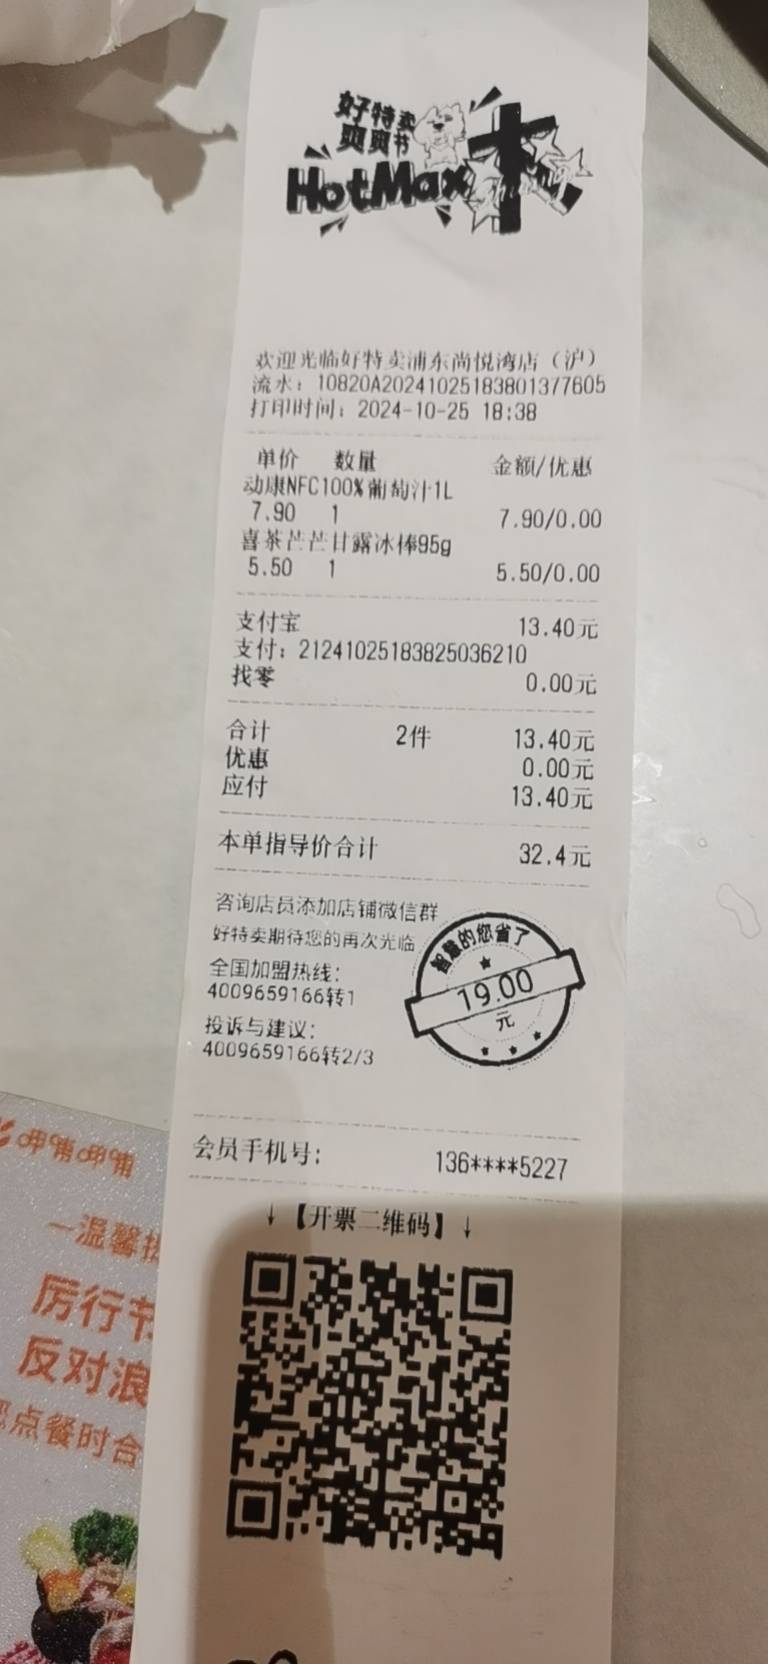 好特卖
爽爽节
HotMax
欢迎光临好特卖浦东尚悦湾店（沪）
流水：10820A20241025183801377605
打印时间：2024-10-25 18:38
单价 数量 金额/优惠
动康NFC100%葡萄汁1L
7.90 1 7.90/0.00
喜茶芒芒甘露冰棒95g
5.50 1 5.50/0.00
支付宝 13.40元
支付：21241025183825036210
找零 0.00元
合计 2件 13.40元
优惠 0.00元
应付 13.40元
本单指导价合计 32.4元
咨询店员添加店铺微信群
好特卖期待您的再次光临
全国加盟热线：
4009659166转1
投诉与建议：
4009659166转2/3
智慧的您省了
19.00
元
会员手机号： 136****5227
↓【开票二维码】↓
呷哺呷哺
一温馨
厉行节
反对浪
点餐时合